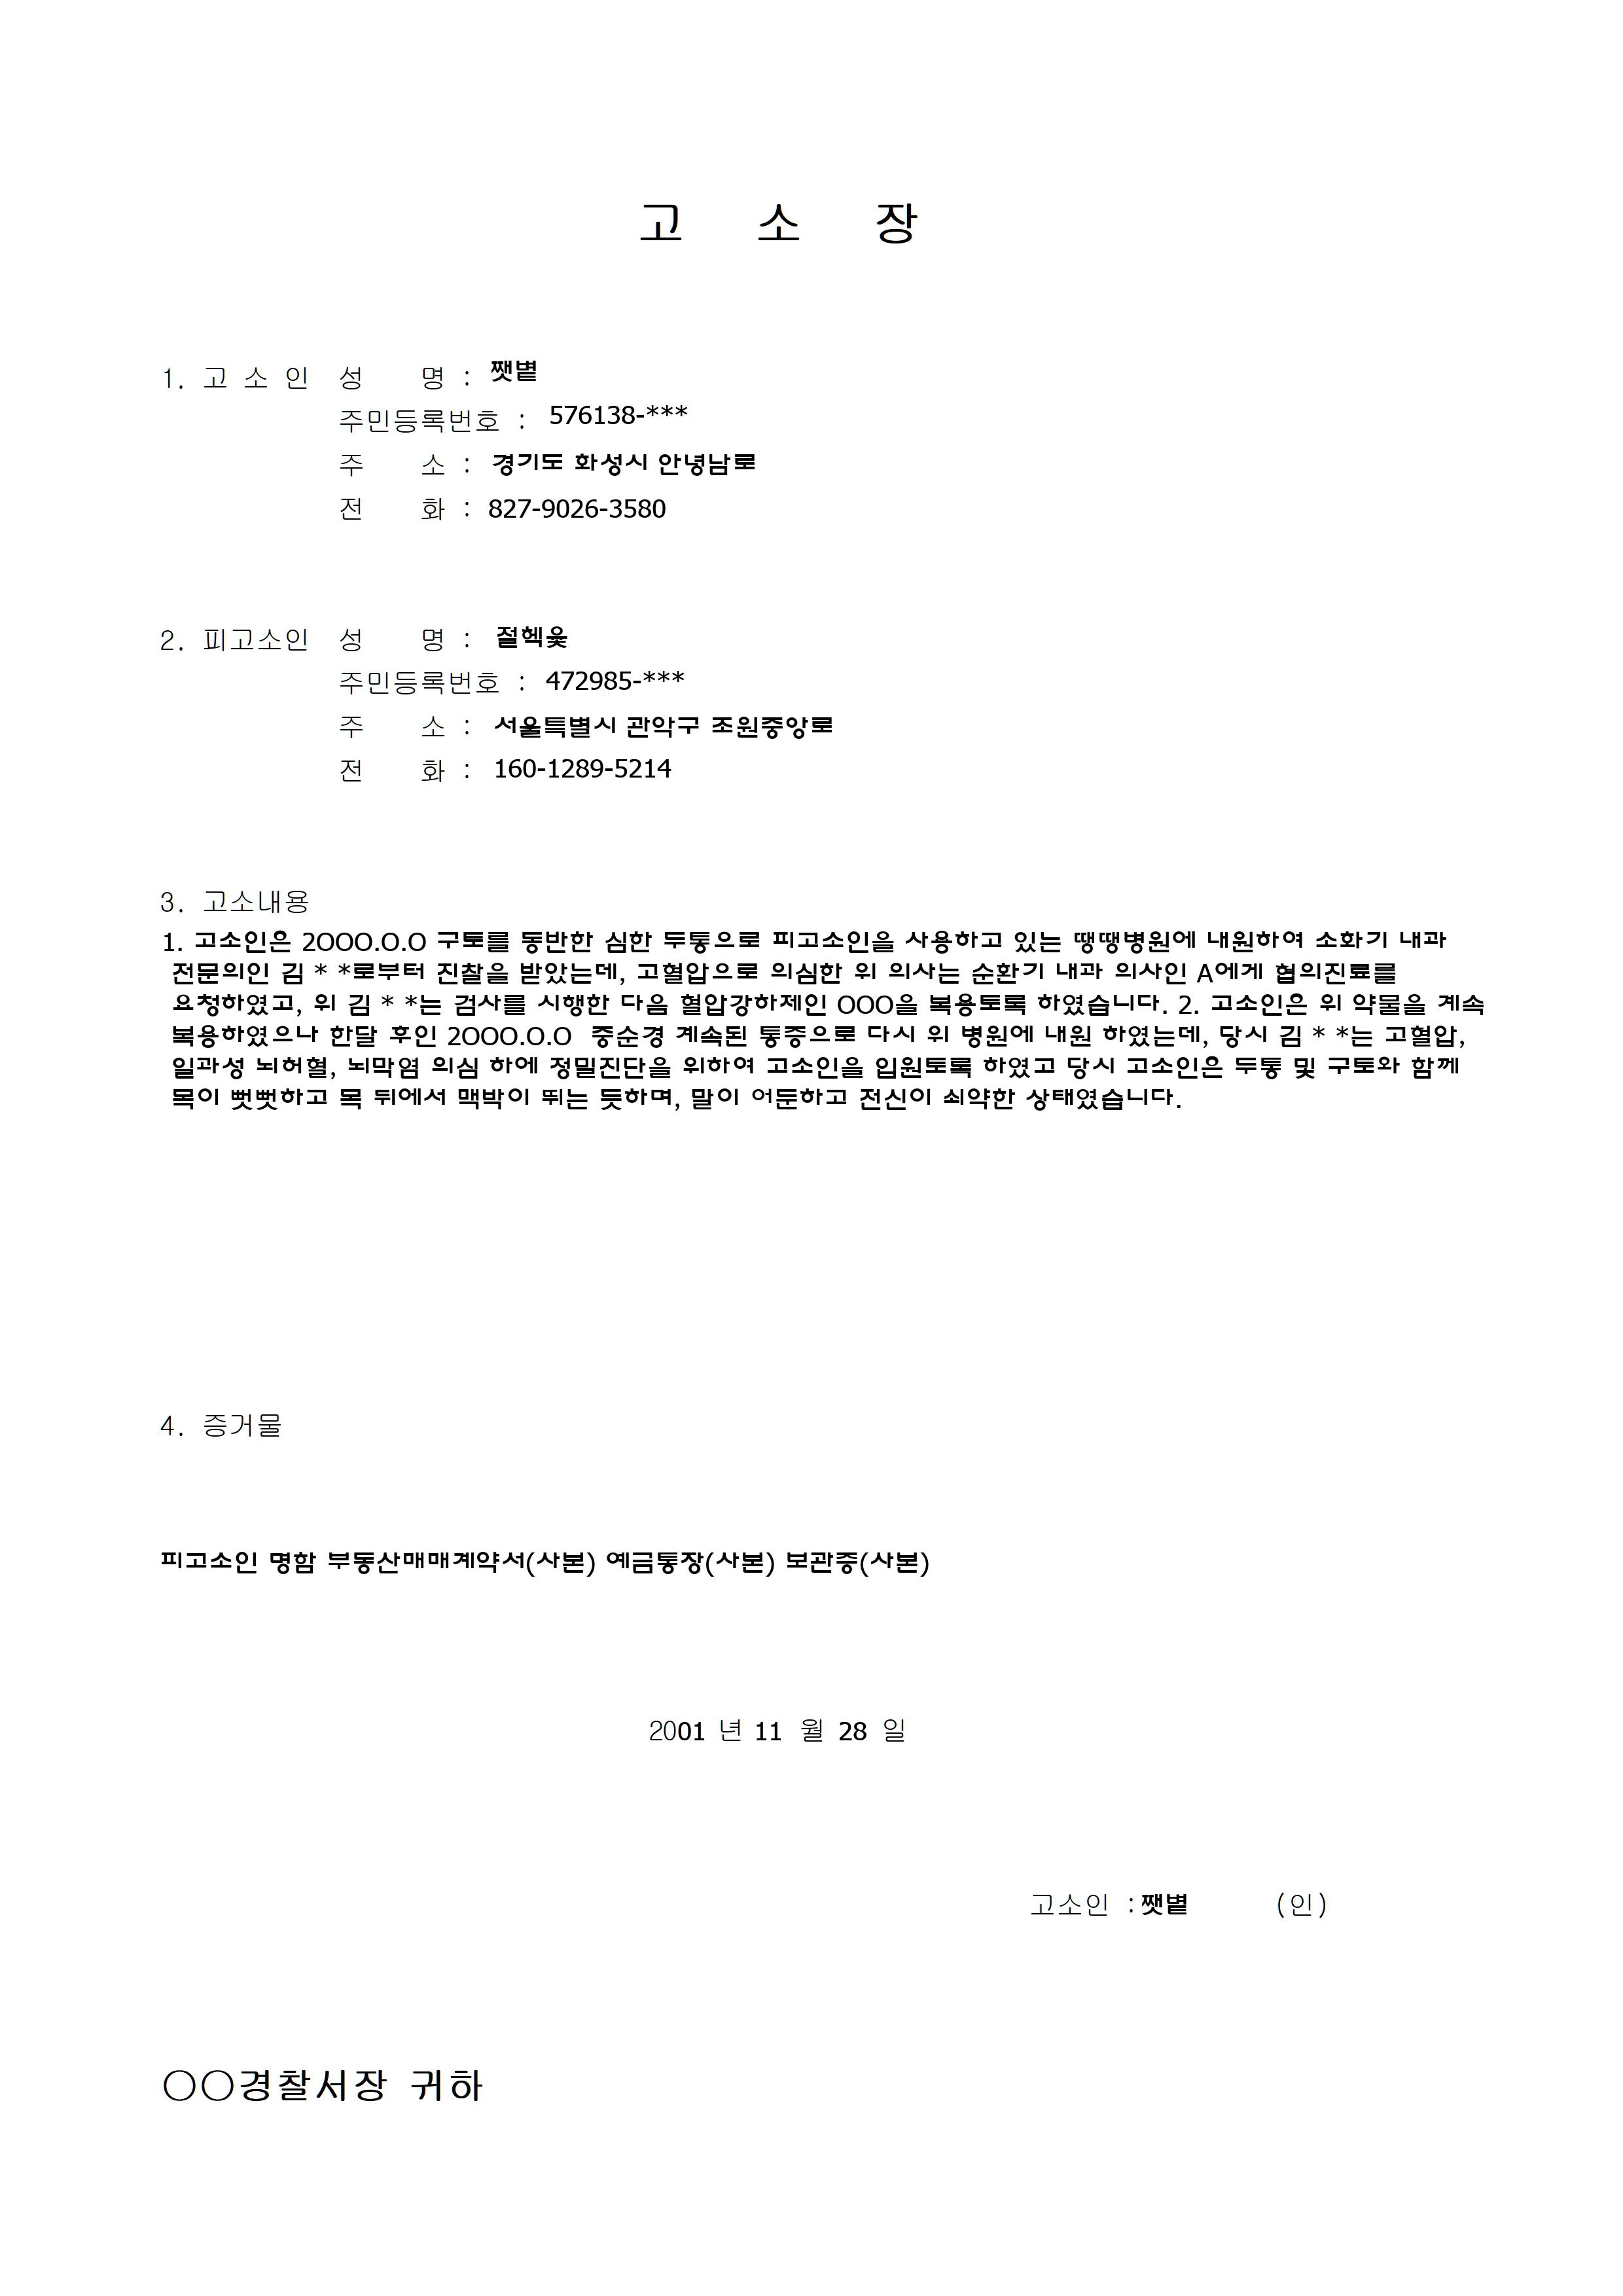 고 소 장
1. 고 소 인 성 명 : 쨋볕
주민등록번호 : 576138-***
주 소 : 경기도 화성시 안녕남로
전 화 : 827-9026-3580
2. 피고소인 성 명 : 절헥윷
주민등록번호 : 472985-***
주 소 : 서울특별시 관악구 조원중앙로
전 화 : 160-1289-5214
3. 고소내용
1. 고소인은 2OOO.O.O 구토를 동반한 심한 두통으로 피고소인을 사용하고 있는 땡땡병원에 내원하여 소화기 내과
전문의인 김 * *로부터 진찰을 받았는데, 고혈압으로 의심한 위 의사는 순환기 내과 의사인 A에게 협의진료를
요청하였고, 위 김 * *는 검사를 시행한 다음 혈압강하제인 OOO을 복용토록 하였습니다. 2. 고소인은 위 약물을 계속
복용하였으나 한달 후인 2OOO.O.O 중순경 계속된 통증으로 다시 위 병원에 내원 하였는데, 당시 김 * *는 고혈압,
일과성 뇌허혈, 뇌막염 의심 하에 정밀진단을 위하여 고소인을 입원토록 하였고 당시 고소인은 두통 및 구토와 함께
목이 뻣뻣하고 목 뒤에서 맥박이 뛰는 듯하며, 말이 어둔하고 전신이 쇠약한 상태였습니다.
4. 증거물
피고소인 명함 부동산매매계약서(사본) 예금통장(사본) 보관증(사본)
2001 년 11 월 28 일
고소인 : 쨋볕 (인)
○○경찰서장 귀하